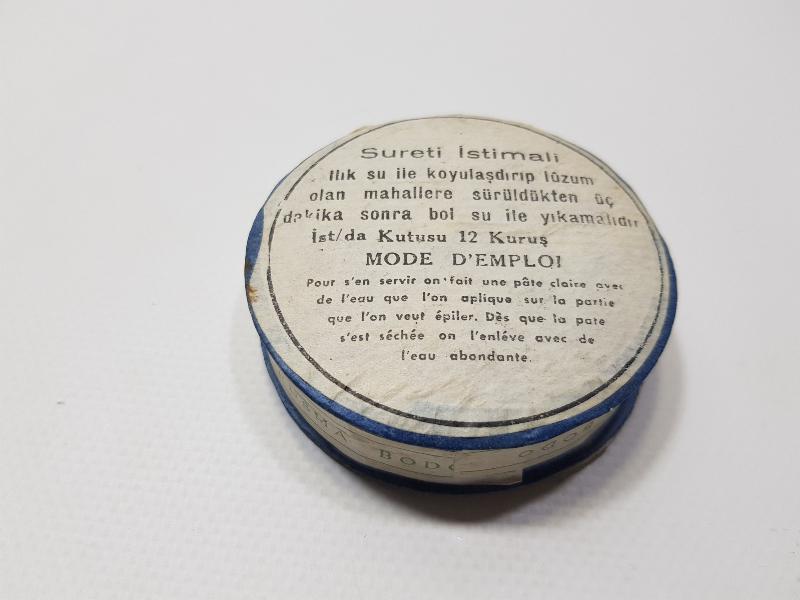 Sureti İstimali
Ilık su ile koyulaşdırıp lûzum
olan mahallere sürüldükten üç
dakika sonra bol su ile yıkamalıdır
İst/da Kutusu 12 Kuruş
MODE D'EMPLOI
Pour s'en servir on fait une pâte claire avec
de l'eau que l'on aplique sur la partie
que l'on veut épiler. Dès que la pate
s'est séchée on l'enléve avec de
l'eau abondante.